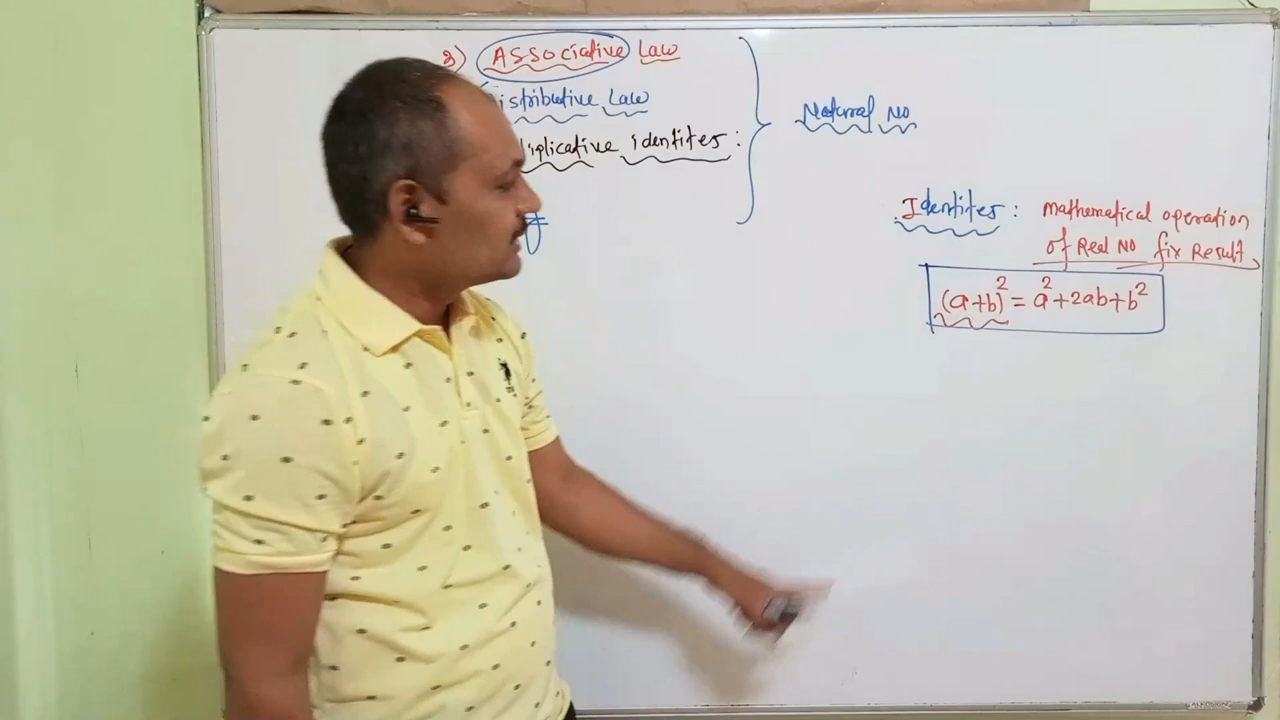 3) Associative Law
istributive Law
iplicative identites :
Natural No
Identites : mathematical operation
of Real No fix Result
(a+b)² = a²+2ab+b²